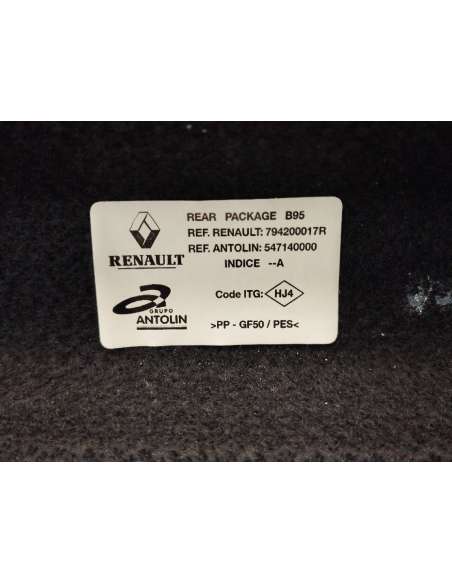 REAR PACKAGE B95
REF. RENAULT: 794200017R
REF. ANTOLIN: 547140000
INDICE --A
RENAULT
Code ITG: HJ4
GRUPO
ANTOLIN
>PP - GF50 / PES<